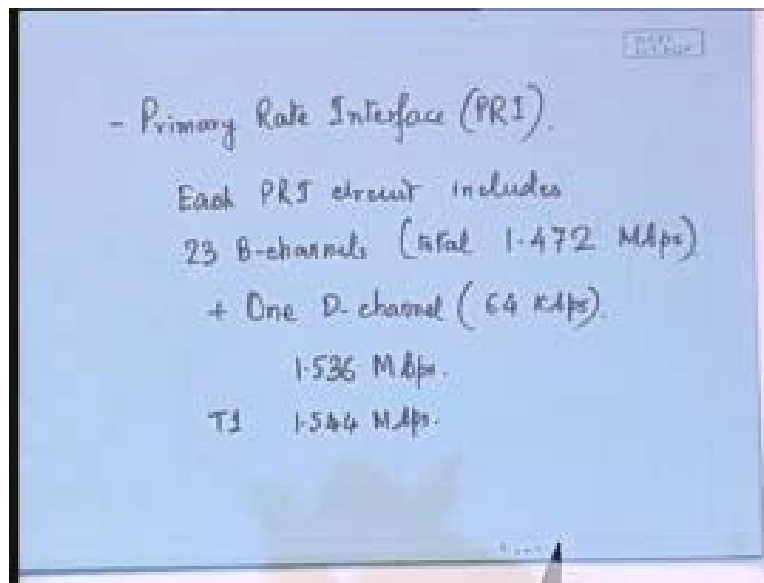 - Primary Rate Interface (PRI).
Each PRI circuit includes
23 B-channels (total 1.472 Mbps)
+ One D-channel (64 Kbps).
1.536 Mbps.
T1 1.544 Mbps.